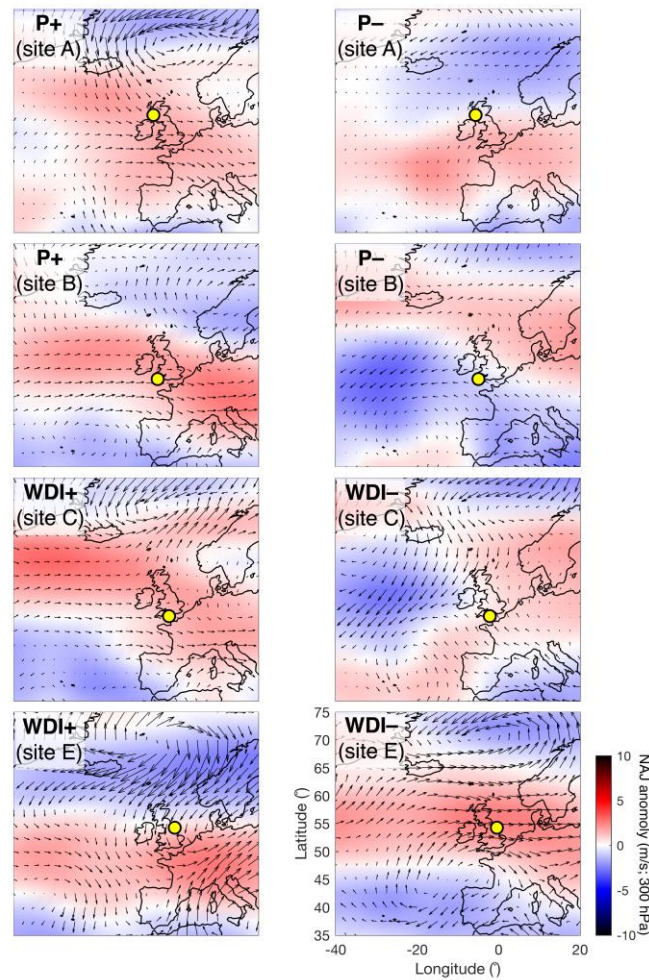 P+
(site A)
P−
(site A)
P+
(site B)
P−
(site B)
WDI+
(site C)
WDI−
(site C)
WDI+
(site E)
WDI−
(site E)
75
70
65
60
55
50
45
40
35
Latitude (°)
-40
-20
0
20
Longitude (°)
10
5
0
-5
-10
NAJ anomoly (m/s; 300 hPa)